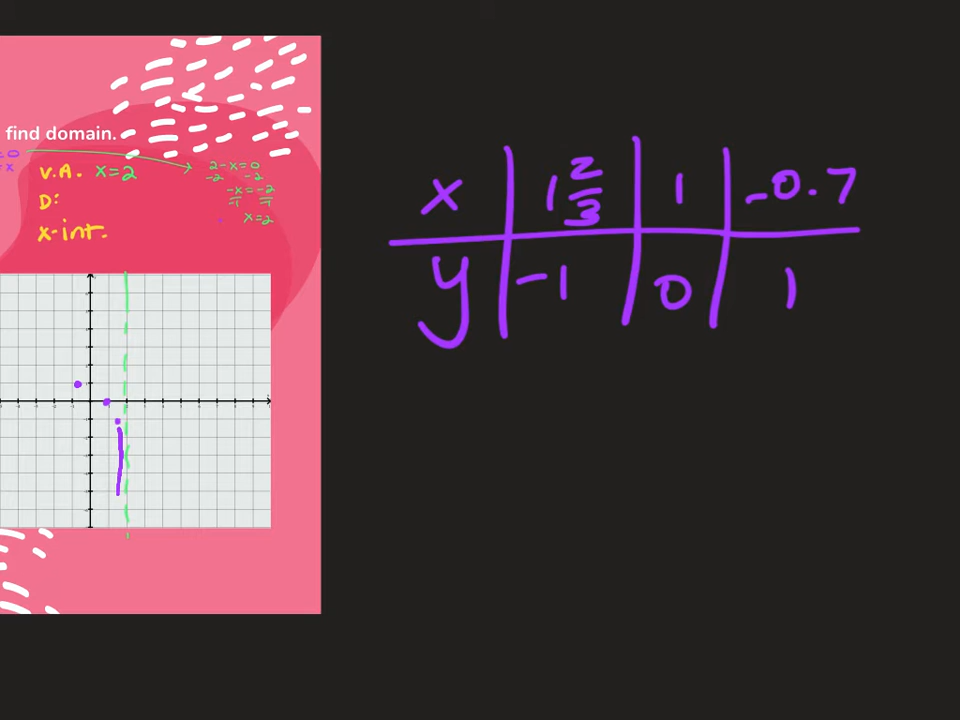 find domain.
=0
-x
V.A. x=2
D:
x-int.
2-x=0
-2 -2
-x=-2
-1 -1
x=2
x | 1 2/3 | 1 | -0.7
y | -1 | 0 | 1